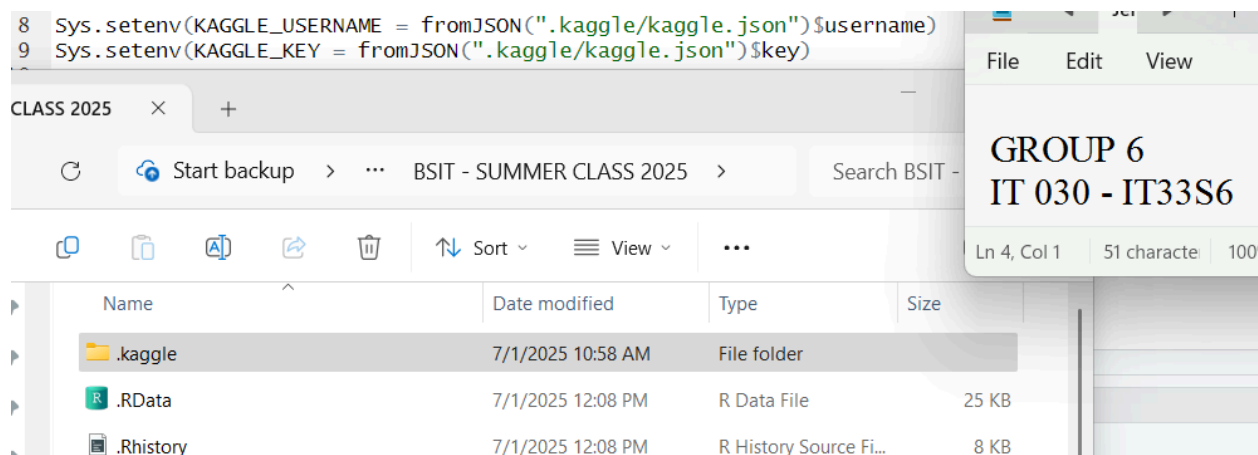 8 Sys.setenv(KAGGLE_USERNAME = fromJSON(".kaggle/kaggle.json")$username)
9 Sys.setenv(KAGGLE_KEY = fromJSON(".kaggle/kaggle.json")$key)
File Edit View
CLASS 2025
GROUP 6
IT 030 - IT33S6
Start backup > ... BSIT - SUMMER CLASS 2025 > Search BSIT -
Ln 4, Col 1 51 characte 100
Sort View ...
Name Date modified Type Size
.kaggle 7/1/2025 10:58 AM File folder
.RData 7/1/2025 12:08 PM R Data File 25 KB
.Rhistory 7/1/2025 12:08 PM R History Source Fi... 8 KB